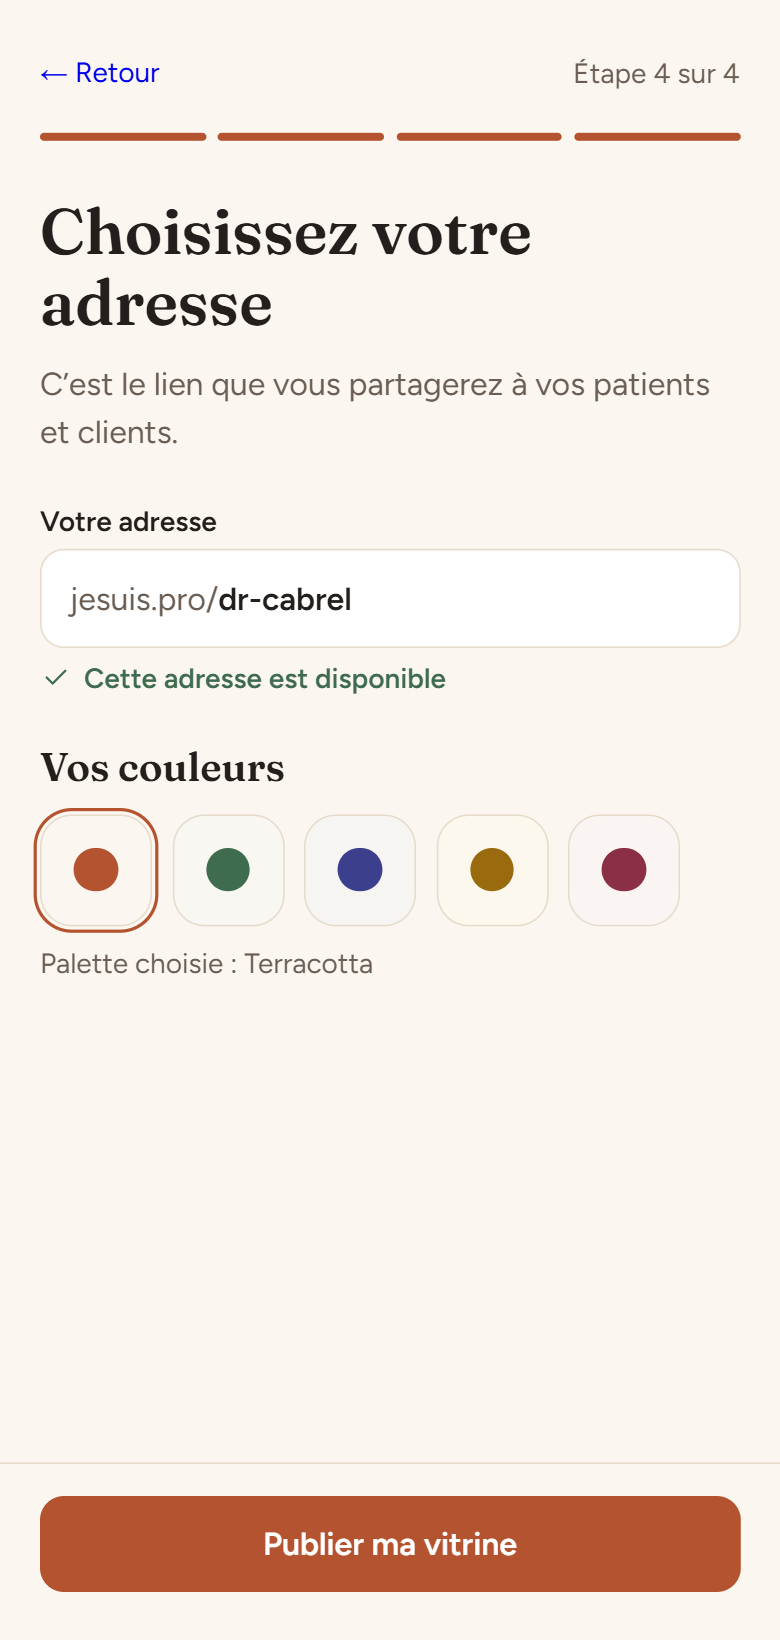 ← Retour
Étape 4 sur 4
Choisissez votre
adresse
C’est le lien que vous partagerez à vos patients
et clients.
Votre adresse
jesuis.pro/dr-cabrel
✓ Cette adresse est disponible
Vos couleurs
Palette choisie : Terracotta
Publier ma vitrine